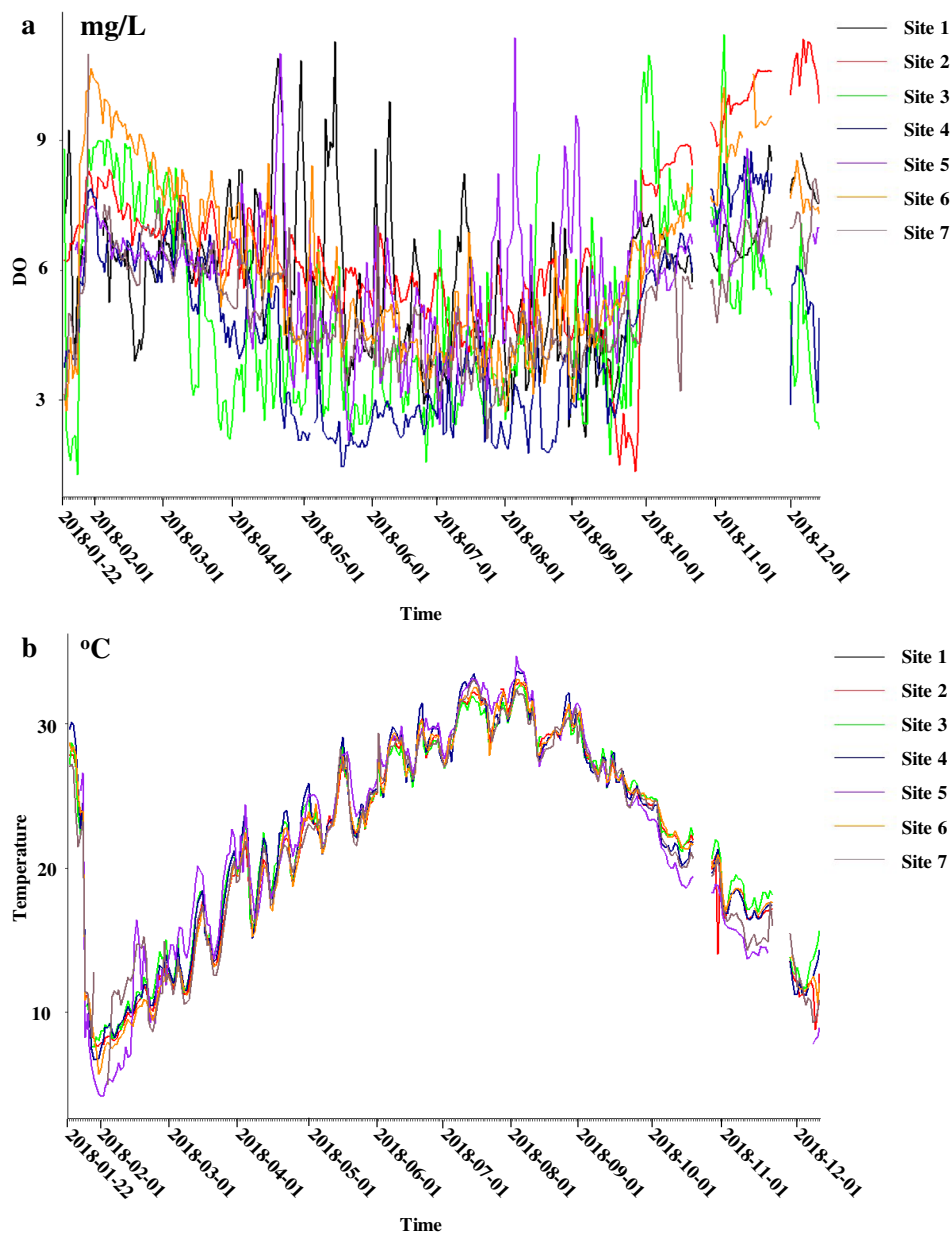 a mg/L
9
6
3
DO
2018-01-22
2018-02-01
2018-03-01
2018-04-01
2018-05-01
2018-06-01
2018-07-01
2018-08-01
2018-09-01
2018-10-01
2018-11-01
2018-12-01
Time
Site 1
Site 2
Site 3
Site 4
Site 5
Site 6
Site 7
b ºC
30
20
10
Temperature
2018-01-22
2018-02-01
2018-03-01
2018-04-01
2018-05-01
2018-06-01
2018-07-01
2018-08-01
2018-09-01
2018-10-01
2018-11-01
2018-12-01
Time
Site 1
Site 2
Site 3
Site 4
Site 5
Site 6
Site 7